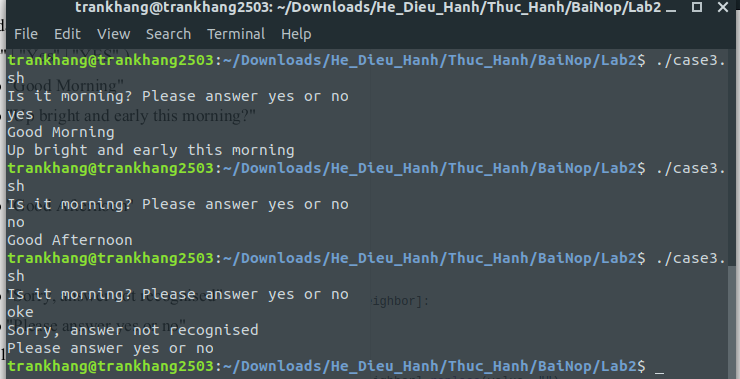 trankhang@trankhang2503: ~/Downloads/He_Dieu_Hanh/Thuc_Hanh/BaiNop/Lab2
File Edit View Search Terminal Help
trankhang@trankhang2503:~/Downloads/He_Dieu_Hanh/Thuc_Hanh/BaiNop/Lab2$ ./case3.
sh
Is it morning? Please answer yes or no
yes
Good Morning
Up bright and early this morning
trankhang@trankhang2503:~/Downloads/He_Dieu_Hanh/Thuc_Hanh/BaiNop/Lab2$ ./case3.
sh
Is it morning? Please answer yes or no
no
Good Afternoon
trankhang@trankhang2503:~/Downloads/He_Dieu_Hanh/Thuc_Hanh/BaiNop/Lab2$ ./case3.
sh
Is it morning? Please answer yes or no
oke
Sorry, answer not recognised
Please answer yes or no
trankhang@trankhang2503:~/Downloads/He_Dieu_Hanh/Thuc_Hanh/BaiNop/Lab2$ _